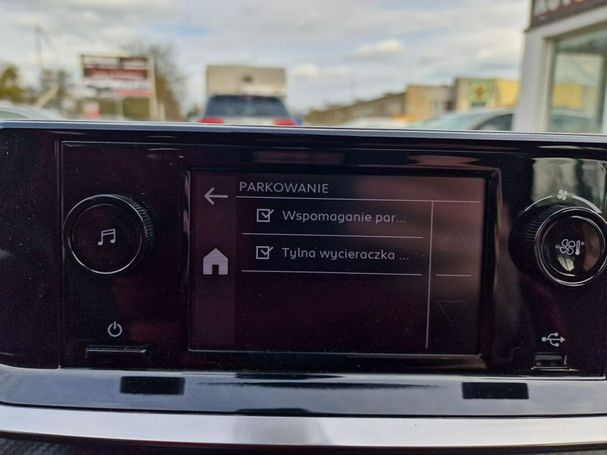 PARKOWANIE
Wspomaganie par...
Tylna wycieraczka ...